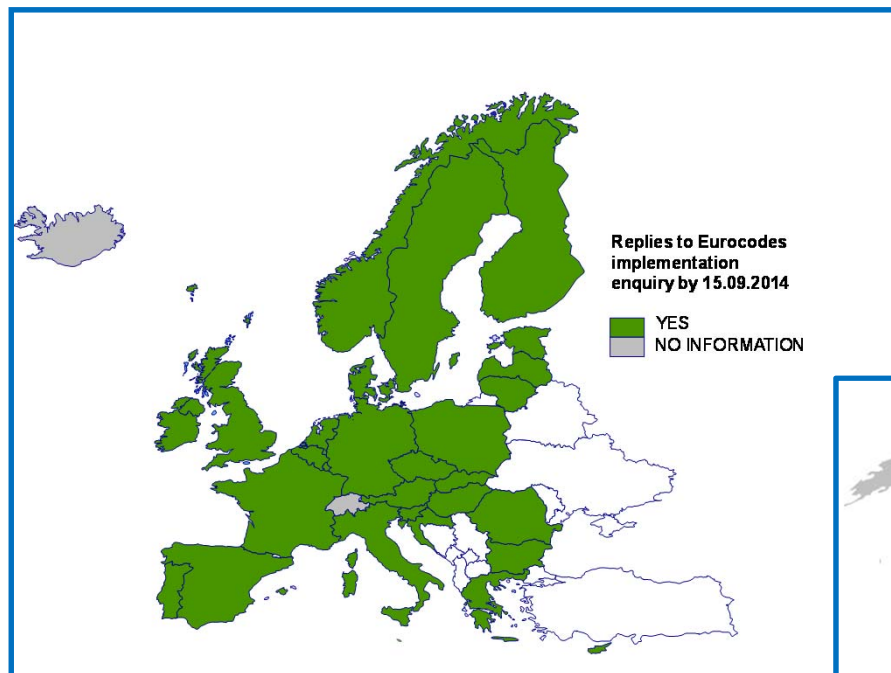 Replies to Eurocodes
implementation
enquiry by 15.09.2014
YES
NO INFORMATION